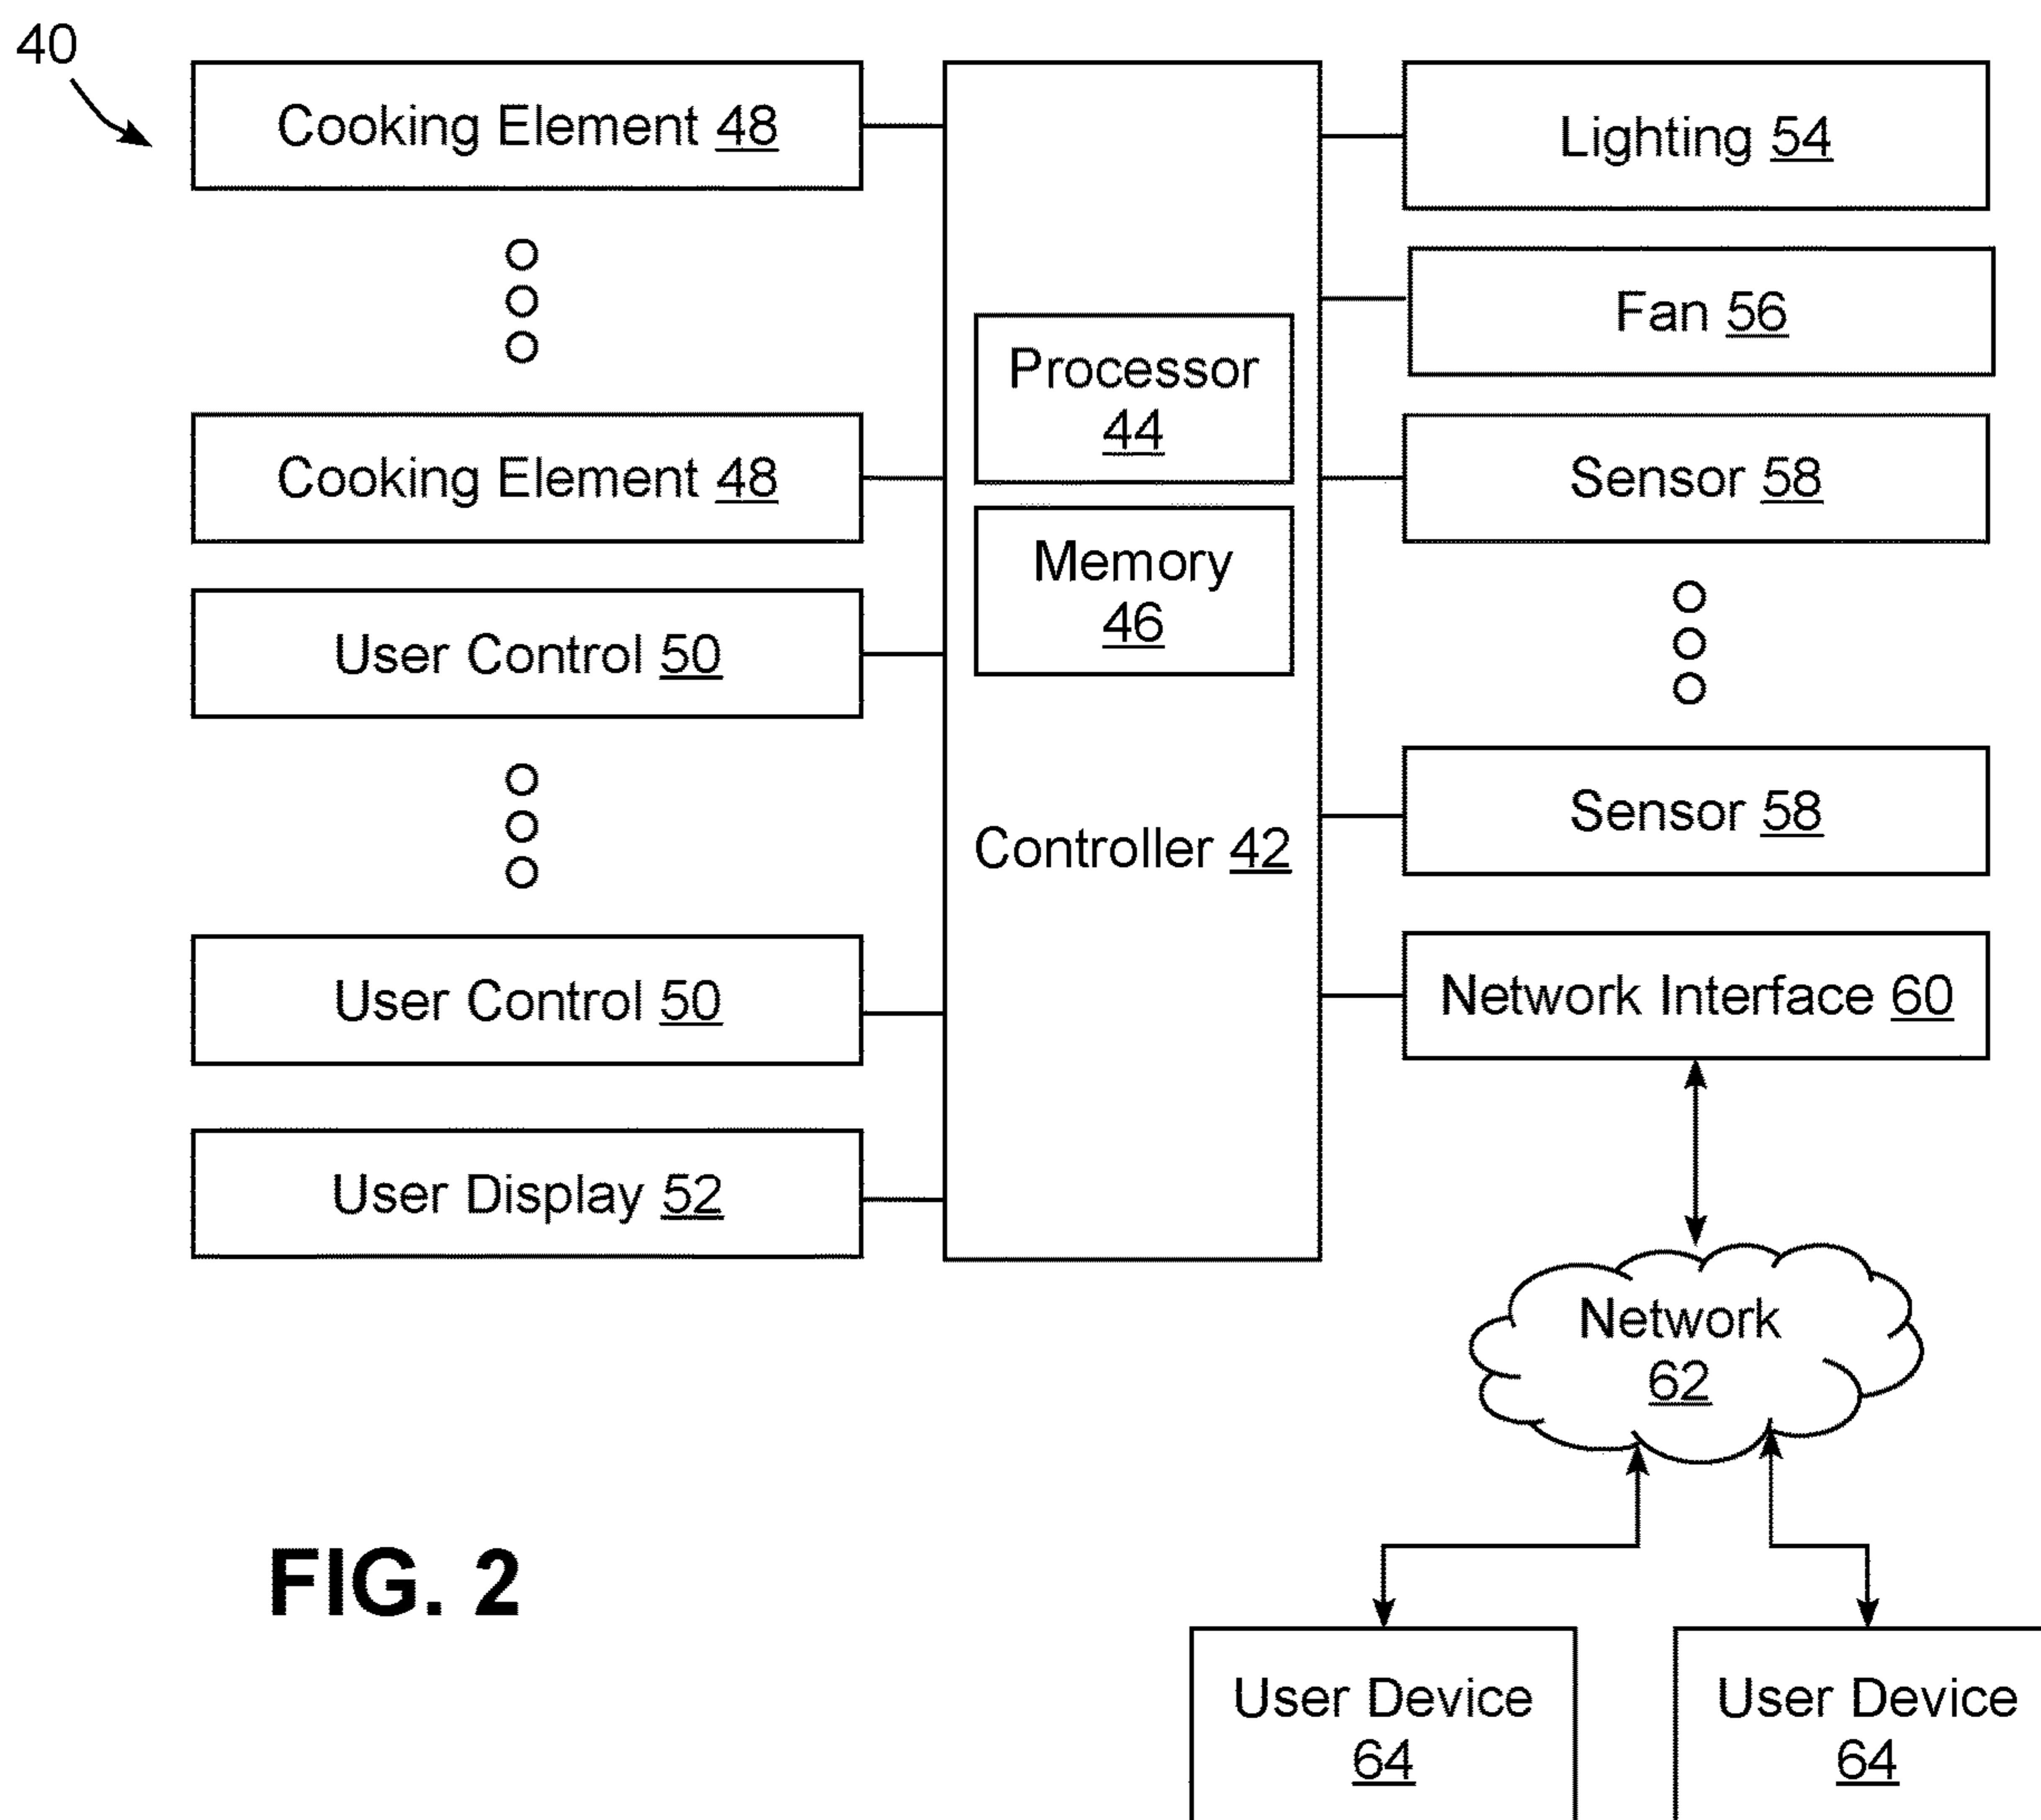 40
Cooking Element 48
Cooking Element 48
User Control 50
User Control 50
User Display 52
Processor
44
Memory
46
Controller 42
Lighting 54
Fan 56
Sensor 58
Sensor 58
Network Interface 60
Network
62
User Device
64
User Device
64
FIG. 2